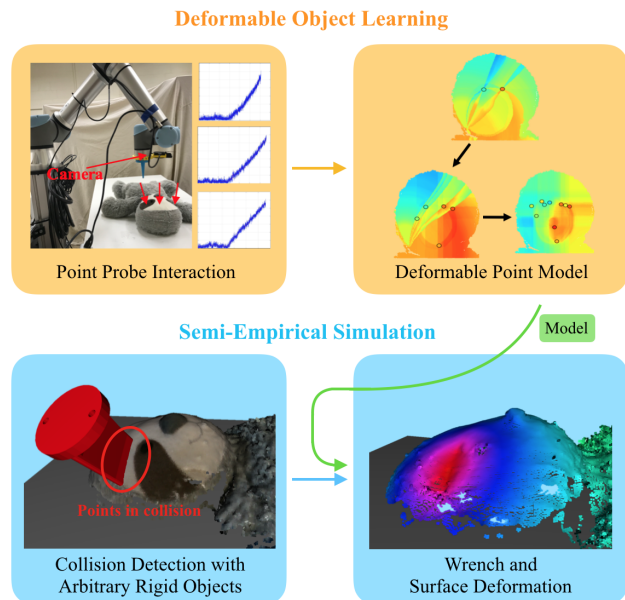 Deformable Object Learning
Camera
Point Probe Interaction
Deformable Point Model
Semi-Empirical Simulation
Model
Points in collision
Collision Detection with
Arbitrary Rigid Objects
Wrench and
Surface Deformation